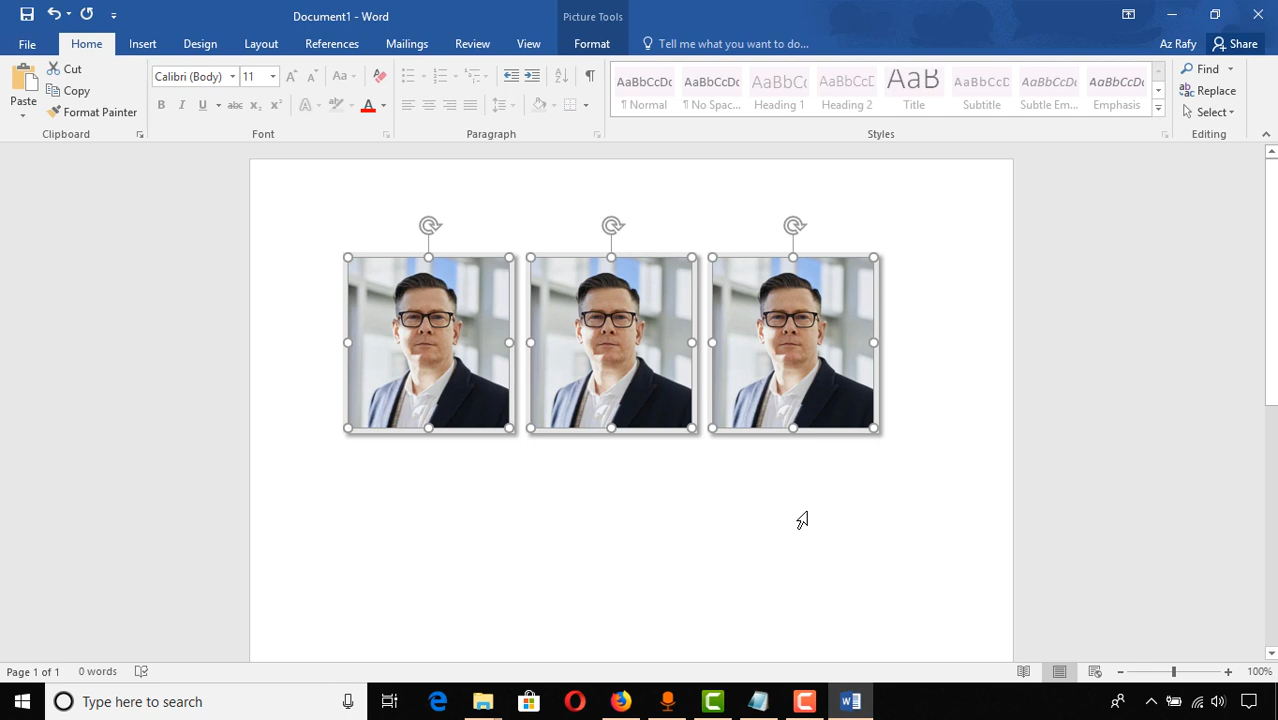 Document1 - Word
Picture Tools
File
Home
Insert
Design
Layout
References
Mailings
Review
View
Format
Tell me what you want to do...
Az Rafy
Share
Paste
Cut
Copy
Format Painter
Clipboard
Calibri (Body)
11
Font
Paragraph
AaBbCcDc
¶ Normal
AaBbCcDc
¶ No Spac...
AaBbCc
Heading 1
AaBbCcD
Heading 2
AaB
Title
AaBbCcD
Subtitle
AaBbCcDc
Subtle Em...
AaBbCcDc
Emphasis
Styles
Find
Replace
Select
Editing
Page 1 of 1
0 words
100%
Type here to search